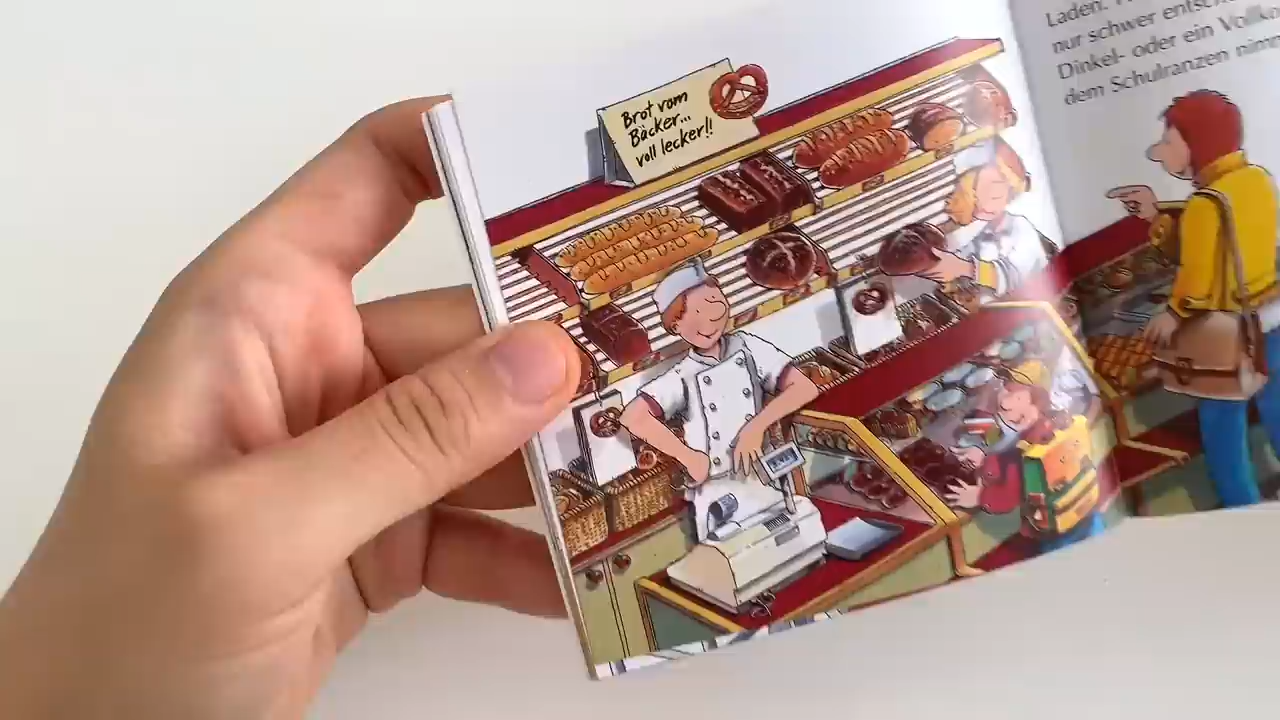 Brot vom
Bäcker...
voll lecker!!
Laden.
nur schwer
Dinkel- oder ein
dem Schulranzen